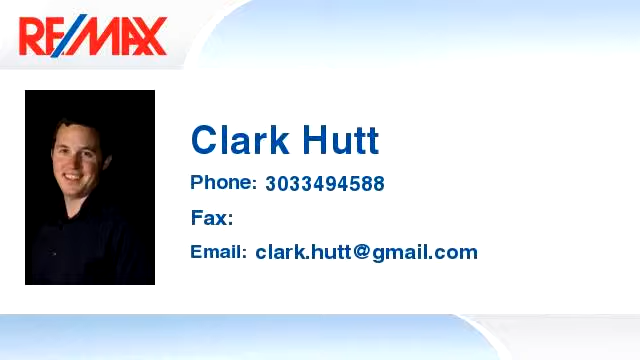 RE/MAX
Clark Hutt
Phone: 3033494588
Fax:
Email: clark.hutt@gmail.com